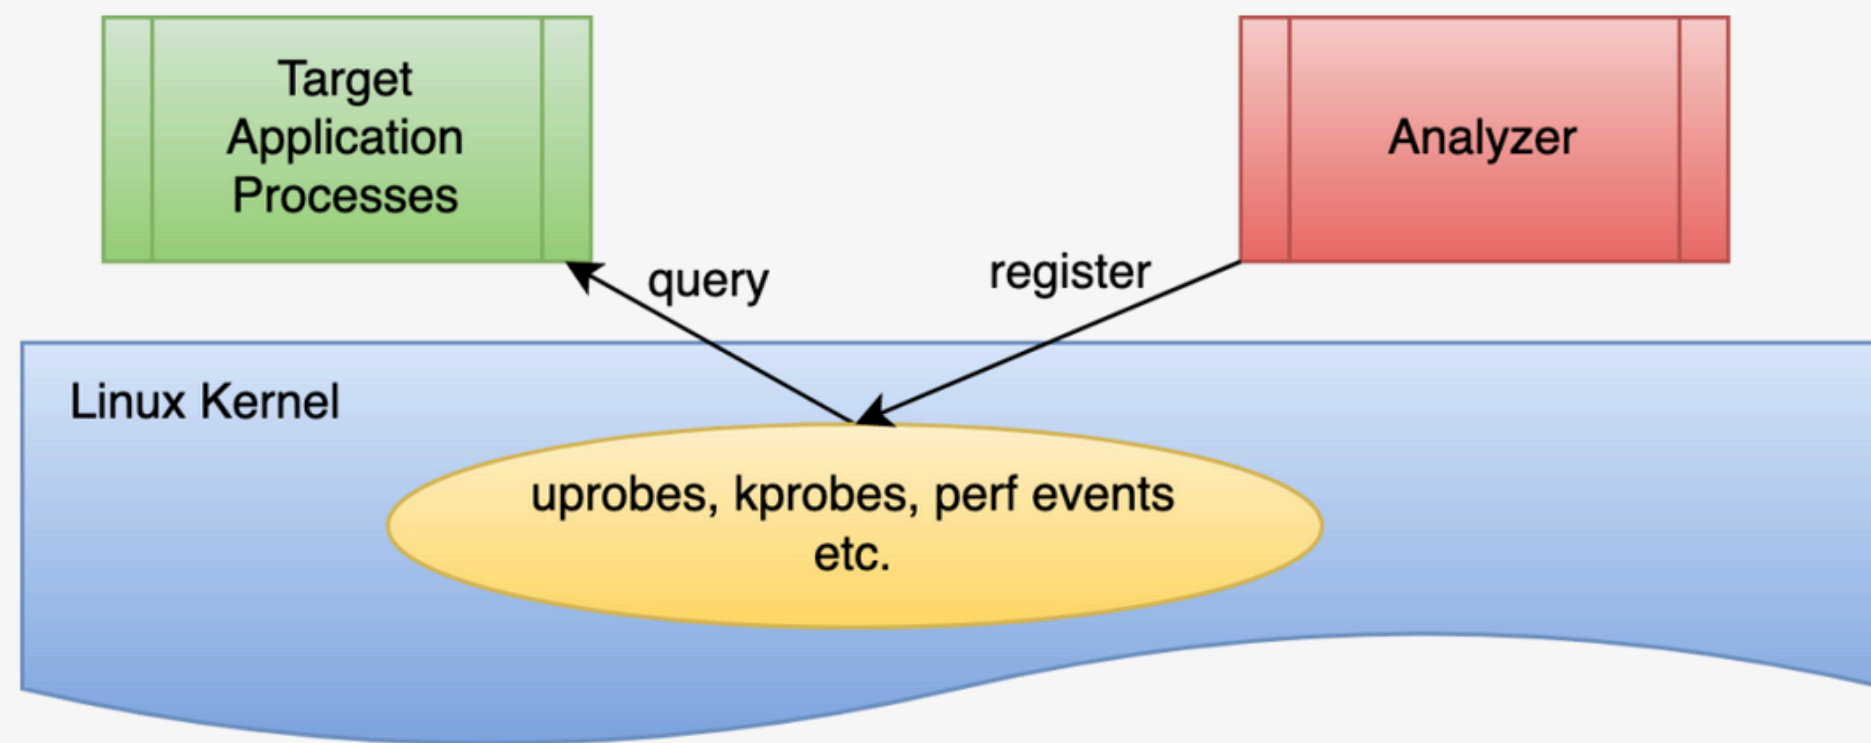 Target
Application
Processes
Analyzer
query
register
Linux Kernel
uprobes, kprobes, perf events
etc.